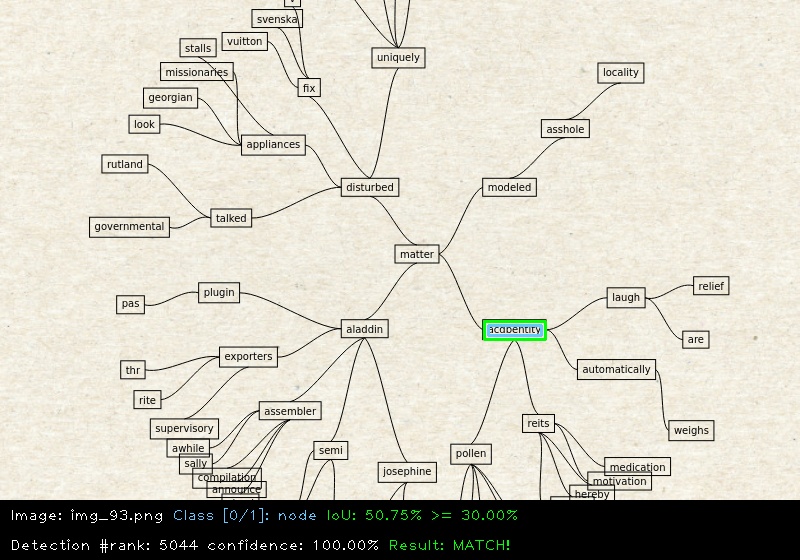 svenska
vuitton
stalls
uniquely
missionaries
locality
fix
georgian
look
asshole
appliances
rutland
disturbed
modeled
talked
governmental
matter
relief
plugin
laugh
pas
aladdin
are
exporters
thr
automatically
rite
assembler
reits
supervisory
weighs
awhile
semi
pollen
sally
josephine
medication
compilation
motivation
announce
hereby
Image: img_93.png Class [0/1]: node IoU: 50.75% >= 30.00%
Detection #rank: 5044 confidence: 100.00% Result: MATCH!